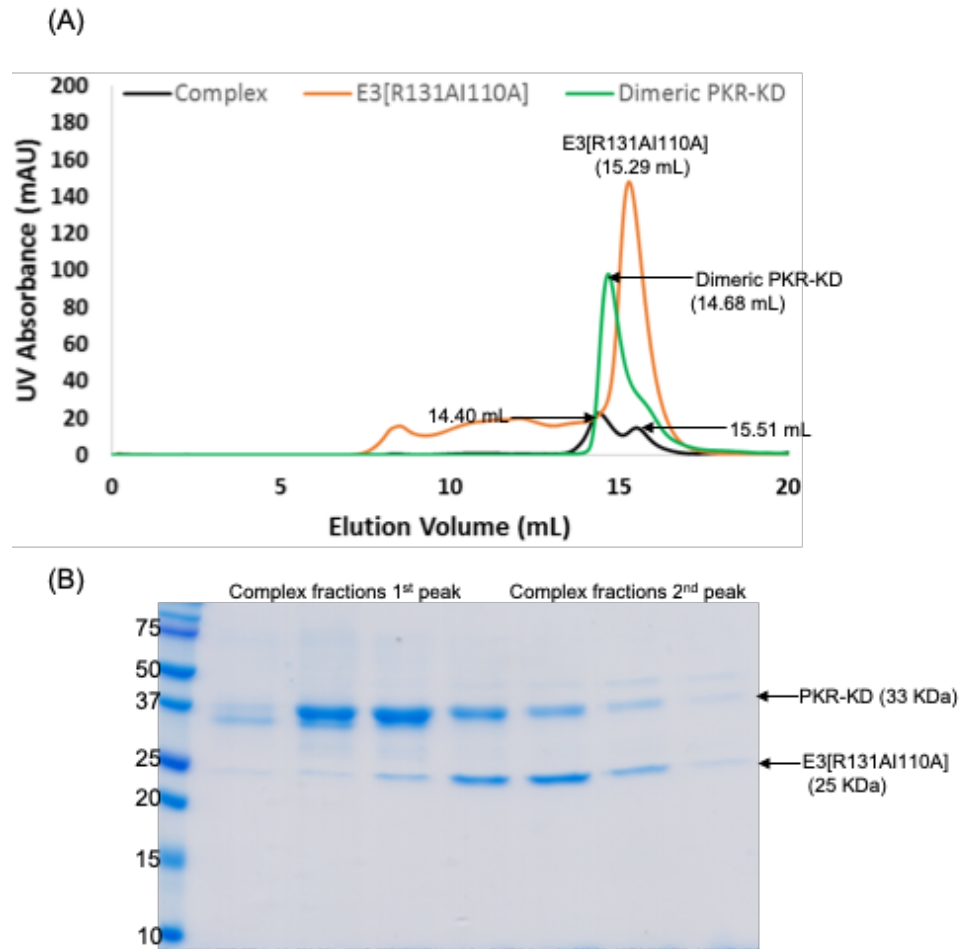 (A)
200
180
160
140
120
100
80
60
40
20
0
UV Absorbance (mAU)
Complex E3[R131AI110A] Dimeric PKR-KD
E3[R131AI110A]
(15.29 mL)
Dimeric PKR-KD
(14.68 mL)
14.40 mL
15.51 mL
0 5 10 15 20
Elution Volume (mL)
(B)
Complex fractions 1st peak Complex fractions 2nd peak
75
50
37
25
20
15
10
PKR-KD (33 KDa)
E3[R131AI110A]
(25 KDa)